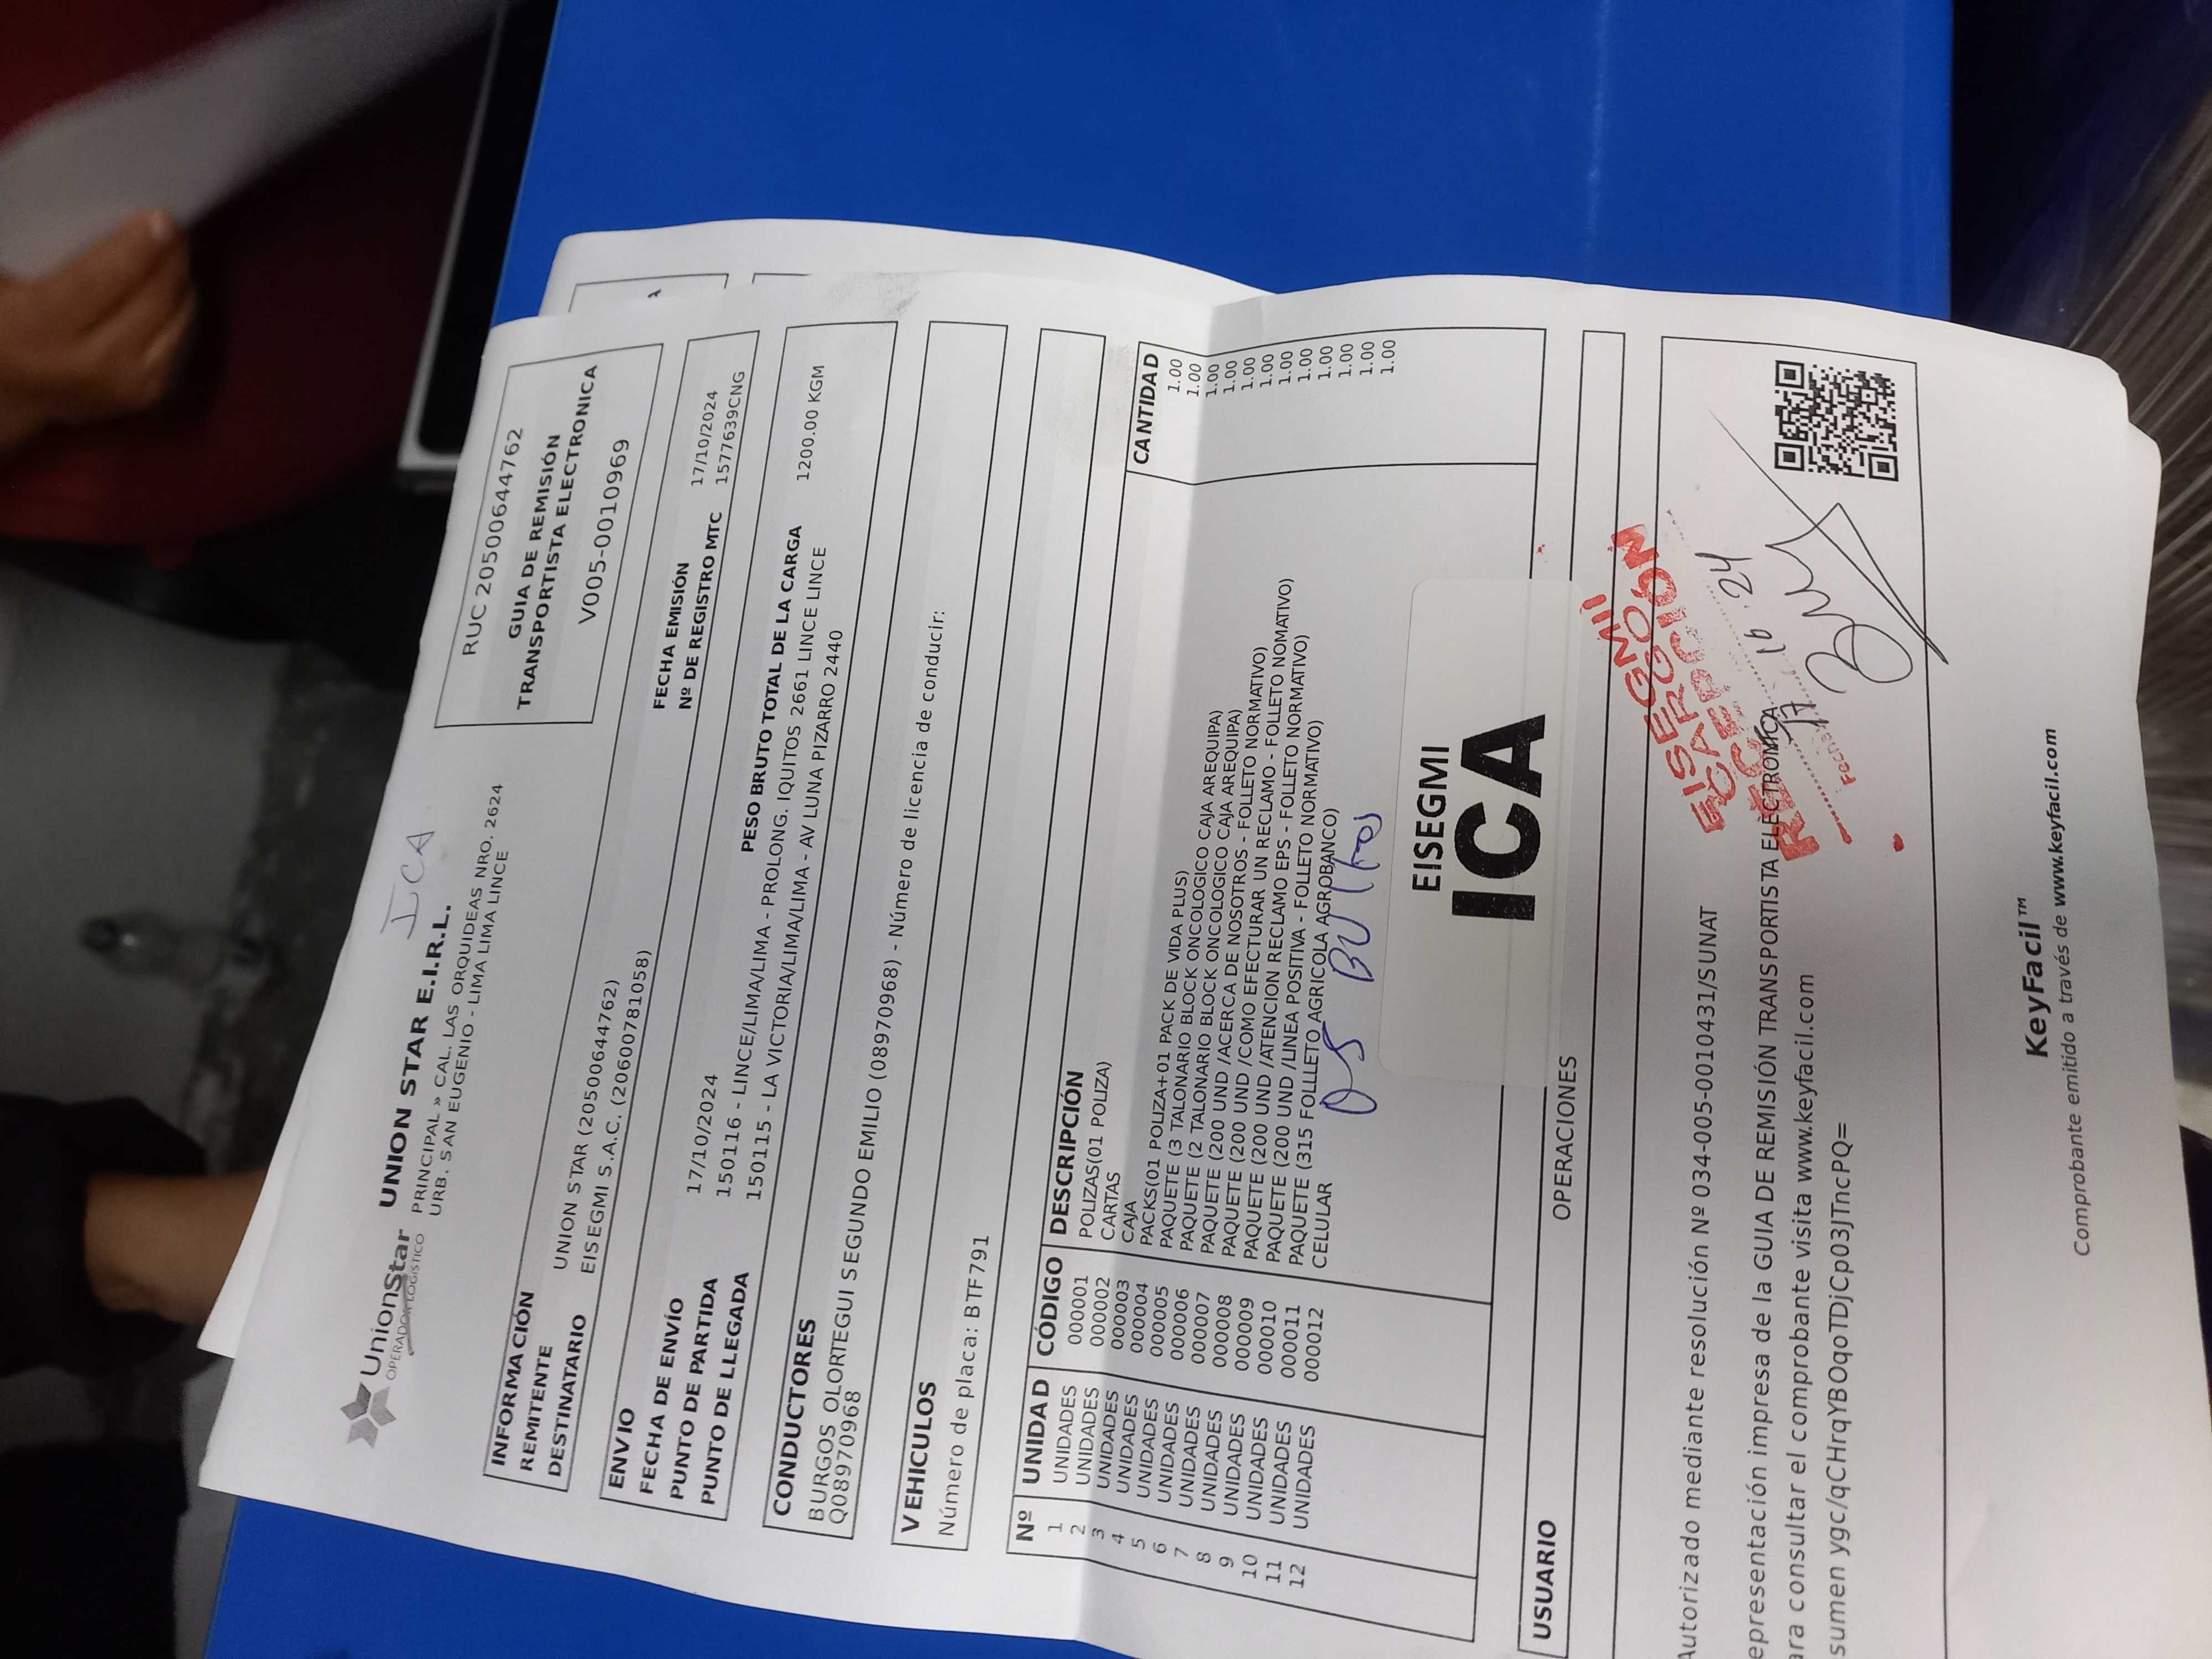 ICA
UnionStar
OPERADOR LOGISTICO
UNION STAR E.I.R.L.
PRINCIPAL » CAL. LAS ORQUIDEAS NRO. 2624
URB. SAN EUGENIO - LIMA LIMA LINCE
RUC 20500644762
GUIA DE REMISIÓN
TRANSPORTISTA ELECTRONICA
V005-0010969
INFORMACIÓN
REMITENTE UNION STAR (20500644762)
DESTINATARIO EISEGMI S.A.C. (20600781058)
ENVIO
FECHA DE ENVÍO 17/10/2024 FECHA EMISIÓN 17/10/2024
Nº DE REGISTRO MTC 1577639CNG
PUNTO DE PARTIDA 150116 - LINCE/LIMA/LIMA - PROLONG. IQUITOS 2661 LINCE LINCE
PUNTO DE LLEGADA 150115 - LA VICTORIA/LIMA/LIMA - AV LUNA PIZARRO 2440
PESO BRUTO TOTAL DE LA CARGA 1200.00 KGM
CONDUCTORES
BURGOS OLORTEGUI SEGUNDO EMILIO (08970968) - Número de licencia de conducir:
Q08970968
VEHICULOS
Número de placa: BTF791
Nº UNIDAD CÓDIGO DESCRIPCIÓN CANTIDAD
1 UNIDADES 000001 POLIZAS(01 POLIZA) 1.00
2 UNIDADES 000002 CARTAS 1.00
3 UNIDADES 000003 CAJA 1.00
4 UNIDADES 000004 PACKS(01 POLIZA+01 PACK DE VIDA PLUS) 1.00
5 UNIDADES 000005 PAQUETE (3 TALONARIO BLOCK ONCOLOGICO CAJA AREQUIPA) 1.00
6 UNIDADES 000006 PAQUETE (2 TALONARIO BLOCK ONCOLOGICO CAJA AREQUIPA) 1.00
7 UNIDADES 000007 PAQUETE (200 UND /ACERCA DE NOSOTROS - FOLLETO NORMATIVO) 1.00
8 UNIDADES 000008 PAQUETE (200 UND /COMO EFECTURAR UN RECLAMO - FOLLETO NOMATIVO) 1.00
9 UNIDADES 000009 PAQUETE (200 UND /ATENCION RECLAMO EPS - FOLLETO NORMATIVO) 1.00
10 UNIDADES 000010 PAQUETE (200 UND /LINEA POSITIVA - FOLLETO NORMATIVO) 1.00
11 UNIDADES 000011 PAQUETE (315 FOLLLETO AGRICOLA AGROBANCO) 1.00
12 UNIDADES 000012 CELULAR 1.00
05 BULTOS
EISEGMI
ICA
USUARIO OPERACIONES
EISEGMI
RECEPCION
17 10 24
Autorizado mediante resolución Nº 034-005-0010431/SUNAT
epresentación impresa de la GUIA DE REMISIÓN TRANSPORTISTA ELECTRONICA.
ara consultar el comprobante visita www.keyfacil.com
sumen ygc/qCHrqYBOqoTDjCp03JTncPQ=
KeyFacil™
Comprobante emitido a través de www.keyfacil.com